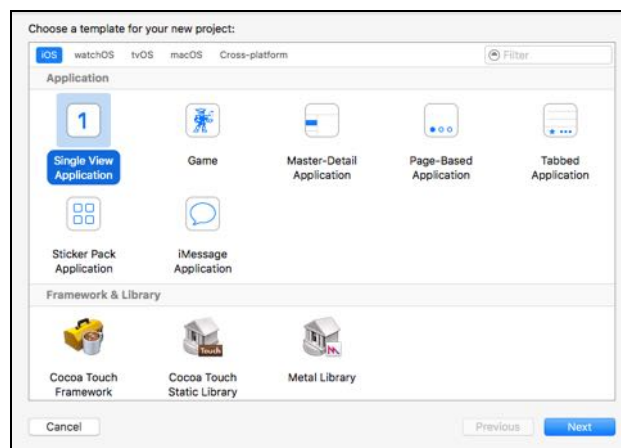 Choose a template for your new project:
iOS watchOS tvOS macOS Cross-platform Filter
Application
1
Single View Application
Game
Master-Detail Application
Page-Based Application
Tabbed Application
Sticker Pack Application
iMessage Application
Framework & Library
Touch
Cocoa Touch Framework
Cocoa Touch Static Library
Metal Library
Cancel Previous Next